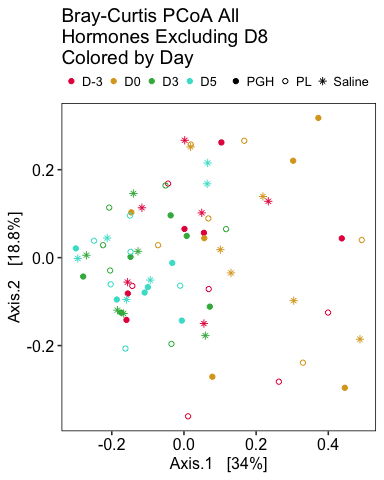 Bray-Curtis PCoA All
Hormones Excluding D8
Colored by Day
D-3 D0 D3 D5 PGH PL Saline
0.2
0.0
-0.2
Axis.2 [18.8%]
-0.2 0.0 0.2 0.4
Axis.1 [34%]